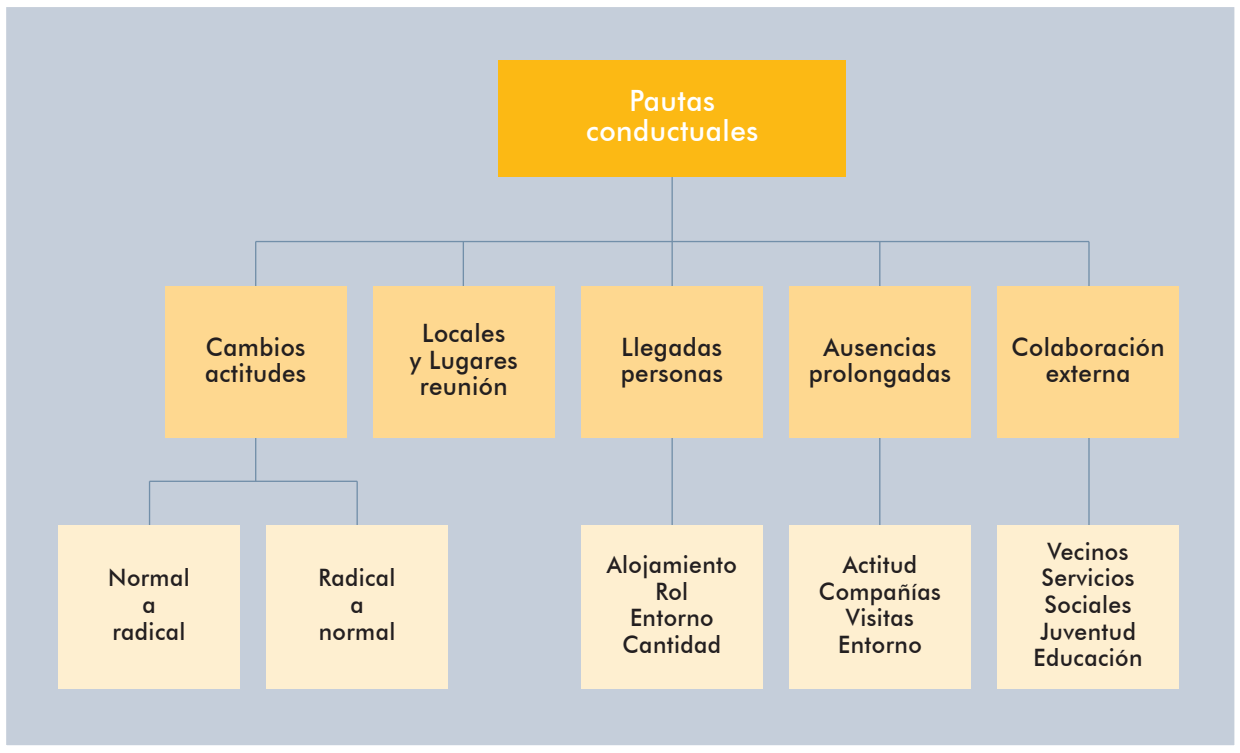 Pautas
conductuales
Cambios
actitudes
Locales
y Lugares
reunión
Llegadas
personas
Ausencias
prolongadas
Colaboración
externa
Normal
a
radical
Radical
a
normal
Alojamiento
Rol
Entorno
Cantidad
Actitud
Compañías
Visitas
Entorno
Vecinos
Servicios
Sociales
Juventud
Educación